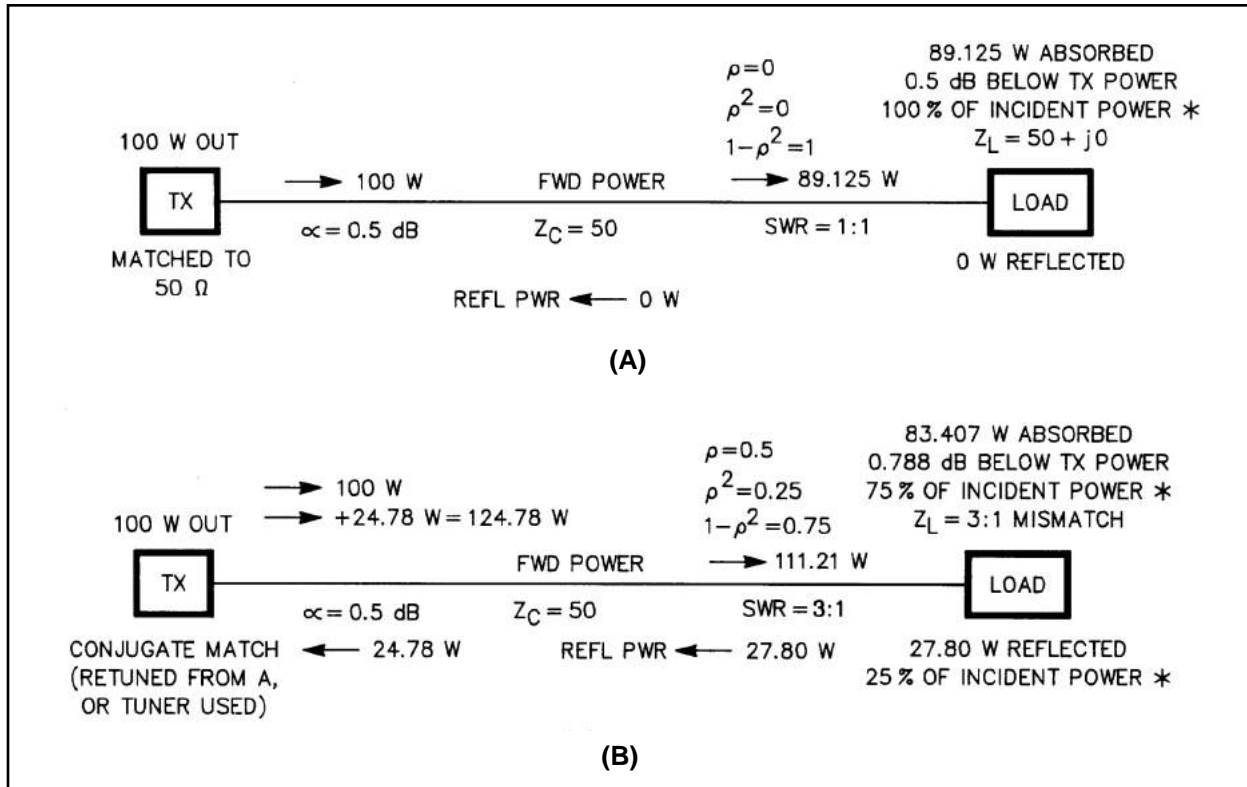 ρ=0
ρ²=0
1-ρ²=1
89.125 W ABSORBED
0.5 dB BELOW TX POWER
100% OF INCIDENT POWER *
Z_L = 50 + j0
100 W OUT
TX
MATCHED TO
50 Ω
→ 100 W
FWD POWER
→ 89.125 W
∝= 0.5 dB
Z_C = 50
SWR = 1:1
LOAD
0 W REFLECTED
REFL PWR ← 0 W
(A)
ρ=0.5
ρ²=0.25
1-ρ²=0.75
83.407 W ABSORBED
0.788 dB BELOW TX POWER
75% OF INCIDENT POWER *
Z_L = 3:1 MISMATCH
→ 100 W
→ +24.78 W = 124.78 W
100 W OUT
TX
CONJUGATE MATCH
(RETUNED FROM A,
OR TUNER USED)
FWD POWER
→ 111.21 W
∝= 0.5 dB
Z_C = 50
SWR = 3:1
← 24.78 W
REFL PWR ← 27.80 W
LOAD
27.80 W REFLECTED
25% OF INCIDENT POWER *
(B)